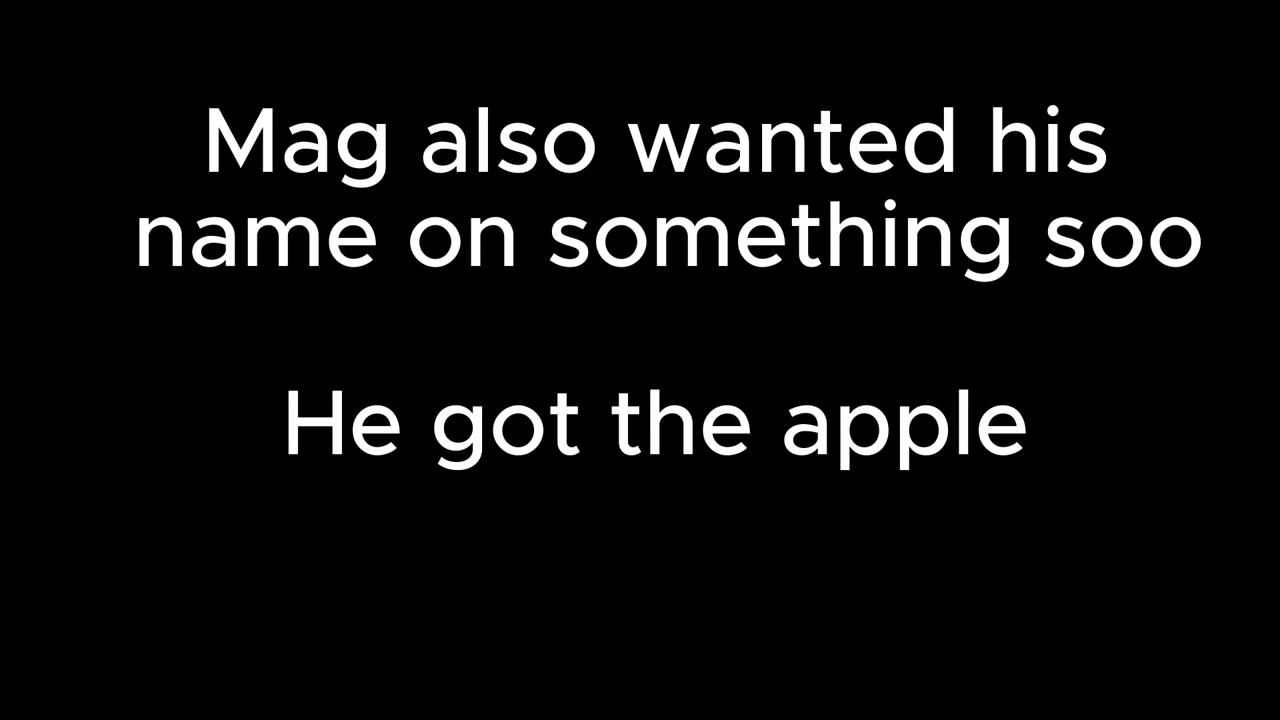 Mag also wanted his
name on something soo
He got the apple